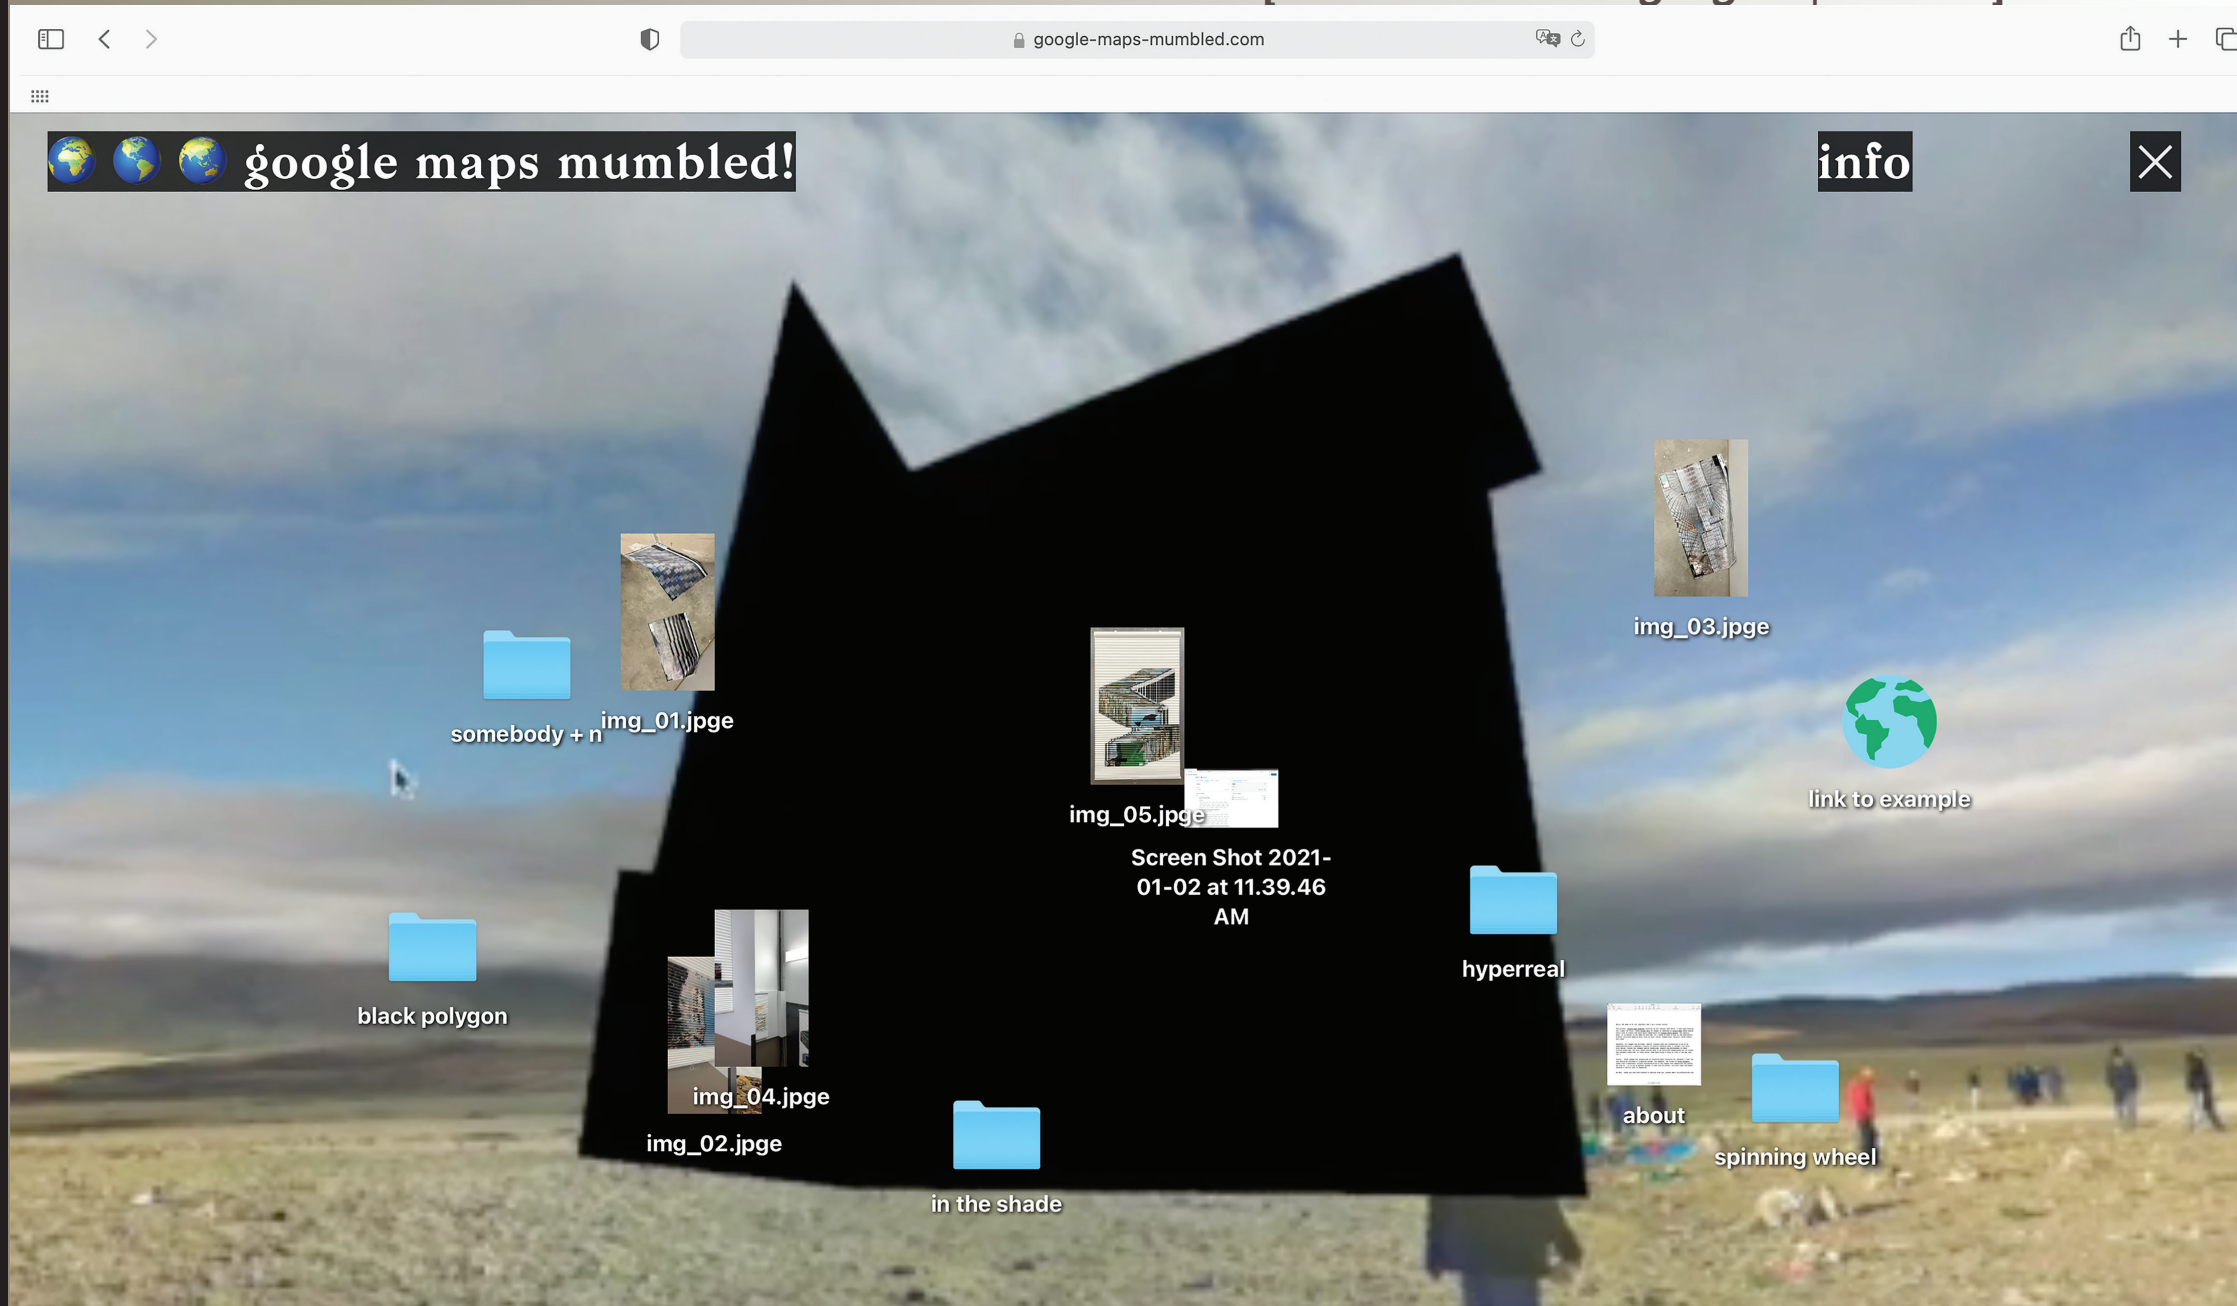 google-maps-mumbled.com
google maps mumbled!
info
img_03.jpge
somebody + n
img_01.jpge
link to example
img_05.jpge
Screen Shot 2021-
01-02 at 11.39.46
AM
hyperreal
black polygon
img_04.jpge
about
img_02.jpge
spinning wheel
in the shade